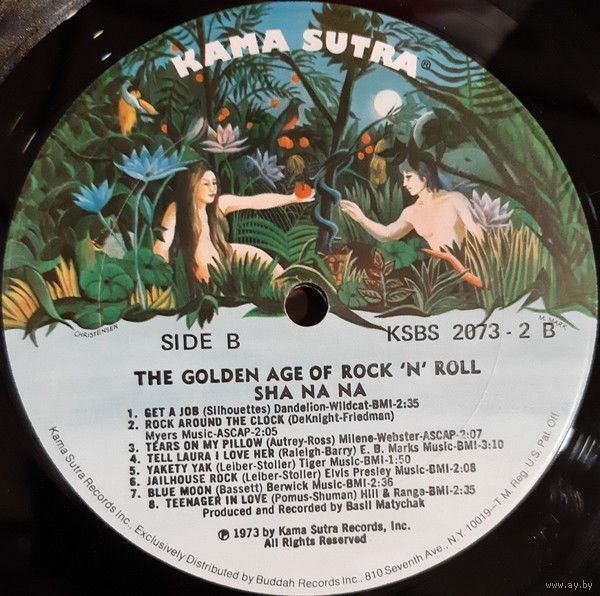 KAMA SUTRA®
CHRISTENSEN
M. MARK
SIDE B
KSBS 2073-2 B
THE GOLDEN AGE OF ROCK 'N' ROLL
SHA NA NA
1. GET A JOB (Silhouettes) Dandelion-Wildcat-BMI-2:35
2. ROCK AROUND THE CLOCK (DeKnight-Friedman)
Myers Music-ASCAP-2:05
3. TEARS ON MY PILLOW (Autrey-Ross) Milene-Webster-ASCAP-2:07
4. TELL LAURA I LOVE HER (Raleigh-Barry) E. B. Marks Music-BMI-3:10
5. YAKETY YAK (Leiber-Stoller) Tiger Music-BMI-1:50
6. JAILHOUSE ROCK (Leiber-Stoller) Elvis Presley Music-BMI-2:08
7. BLUE MOON (Bassett) Berwick Music-BMI-2:36
8. TEENAGER IN LOVE (Pomus-Shuman) Hill & Range-BMI-2:35
Produced and Recorded by Basil Matychak
℗ 1973 by Kama Sutra Records, Inc.
All Rights Reserved
Kama Sutra Records Inc., Exclusively Distributed by Buddah Records Inc., 810 Seventh Ave., N.Y. 10019-T.M. Reg. U.S. Pat. Off.
www.ay.by